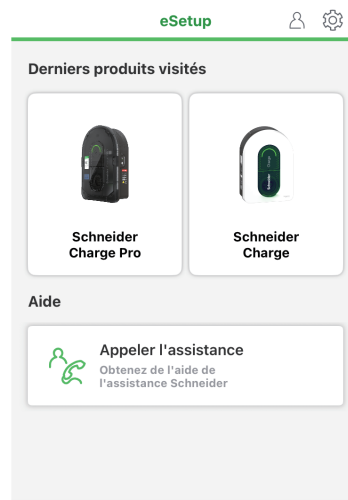 eSetup
Derniers produits visités
Schneider
Charge Pro
Schneider
Charge
Aide
Appeler l'assistance
Obtenez de l'aide de
l'assistance Schneider